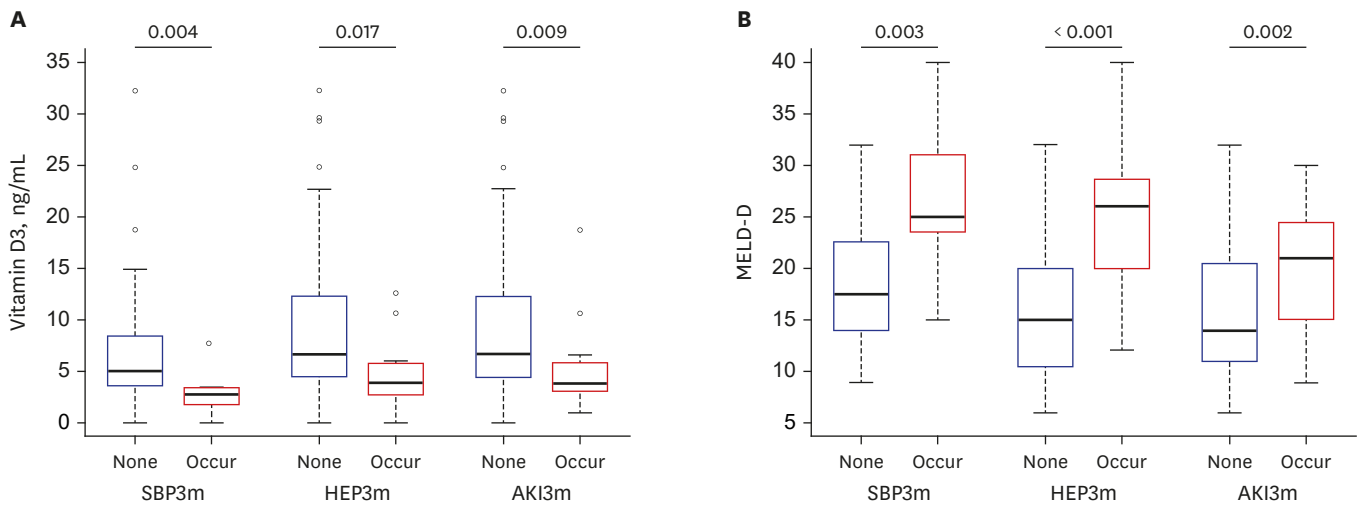 A
0.004
0.017
0.009
35
30
25
20
15
10
5
0
Vitamin D3, ng/mL
None Occur None Occur None Occur
SBP3m HEP3m AKI3m
B
0.003
< 0.001
0.002
40
35
30
25
20
15
10
5
MELD-D
None Occur None Occur None Occur
SBP3m HEP3m AKI3m